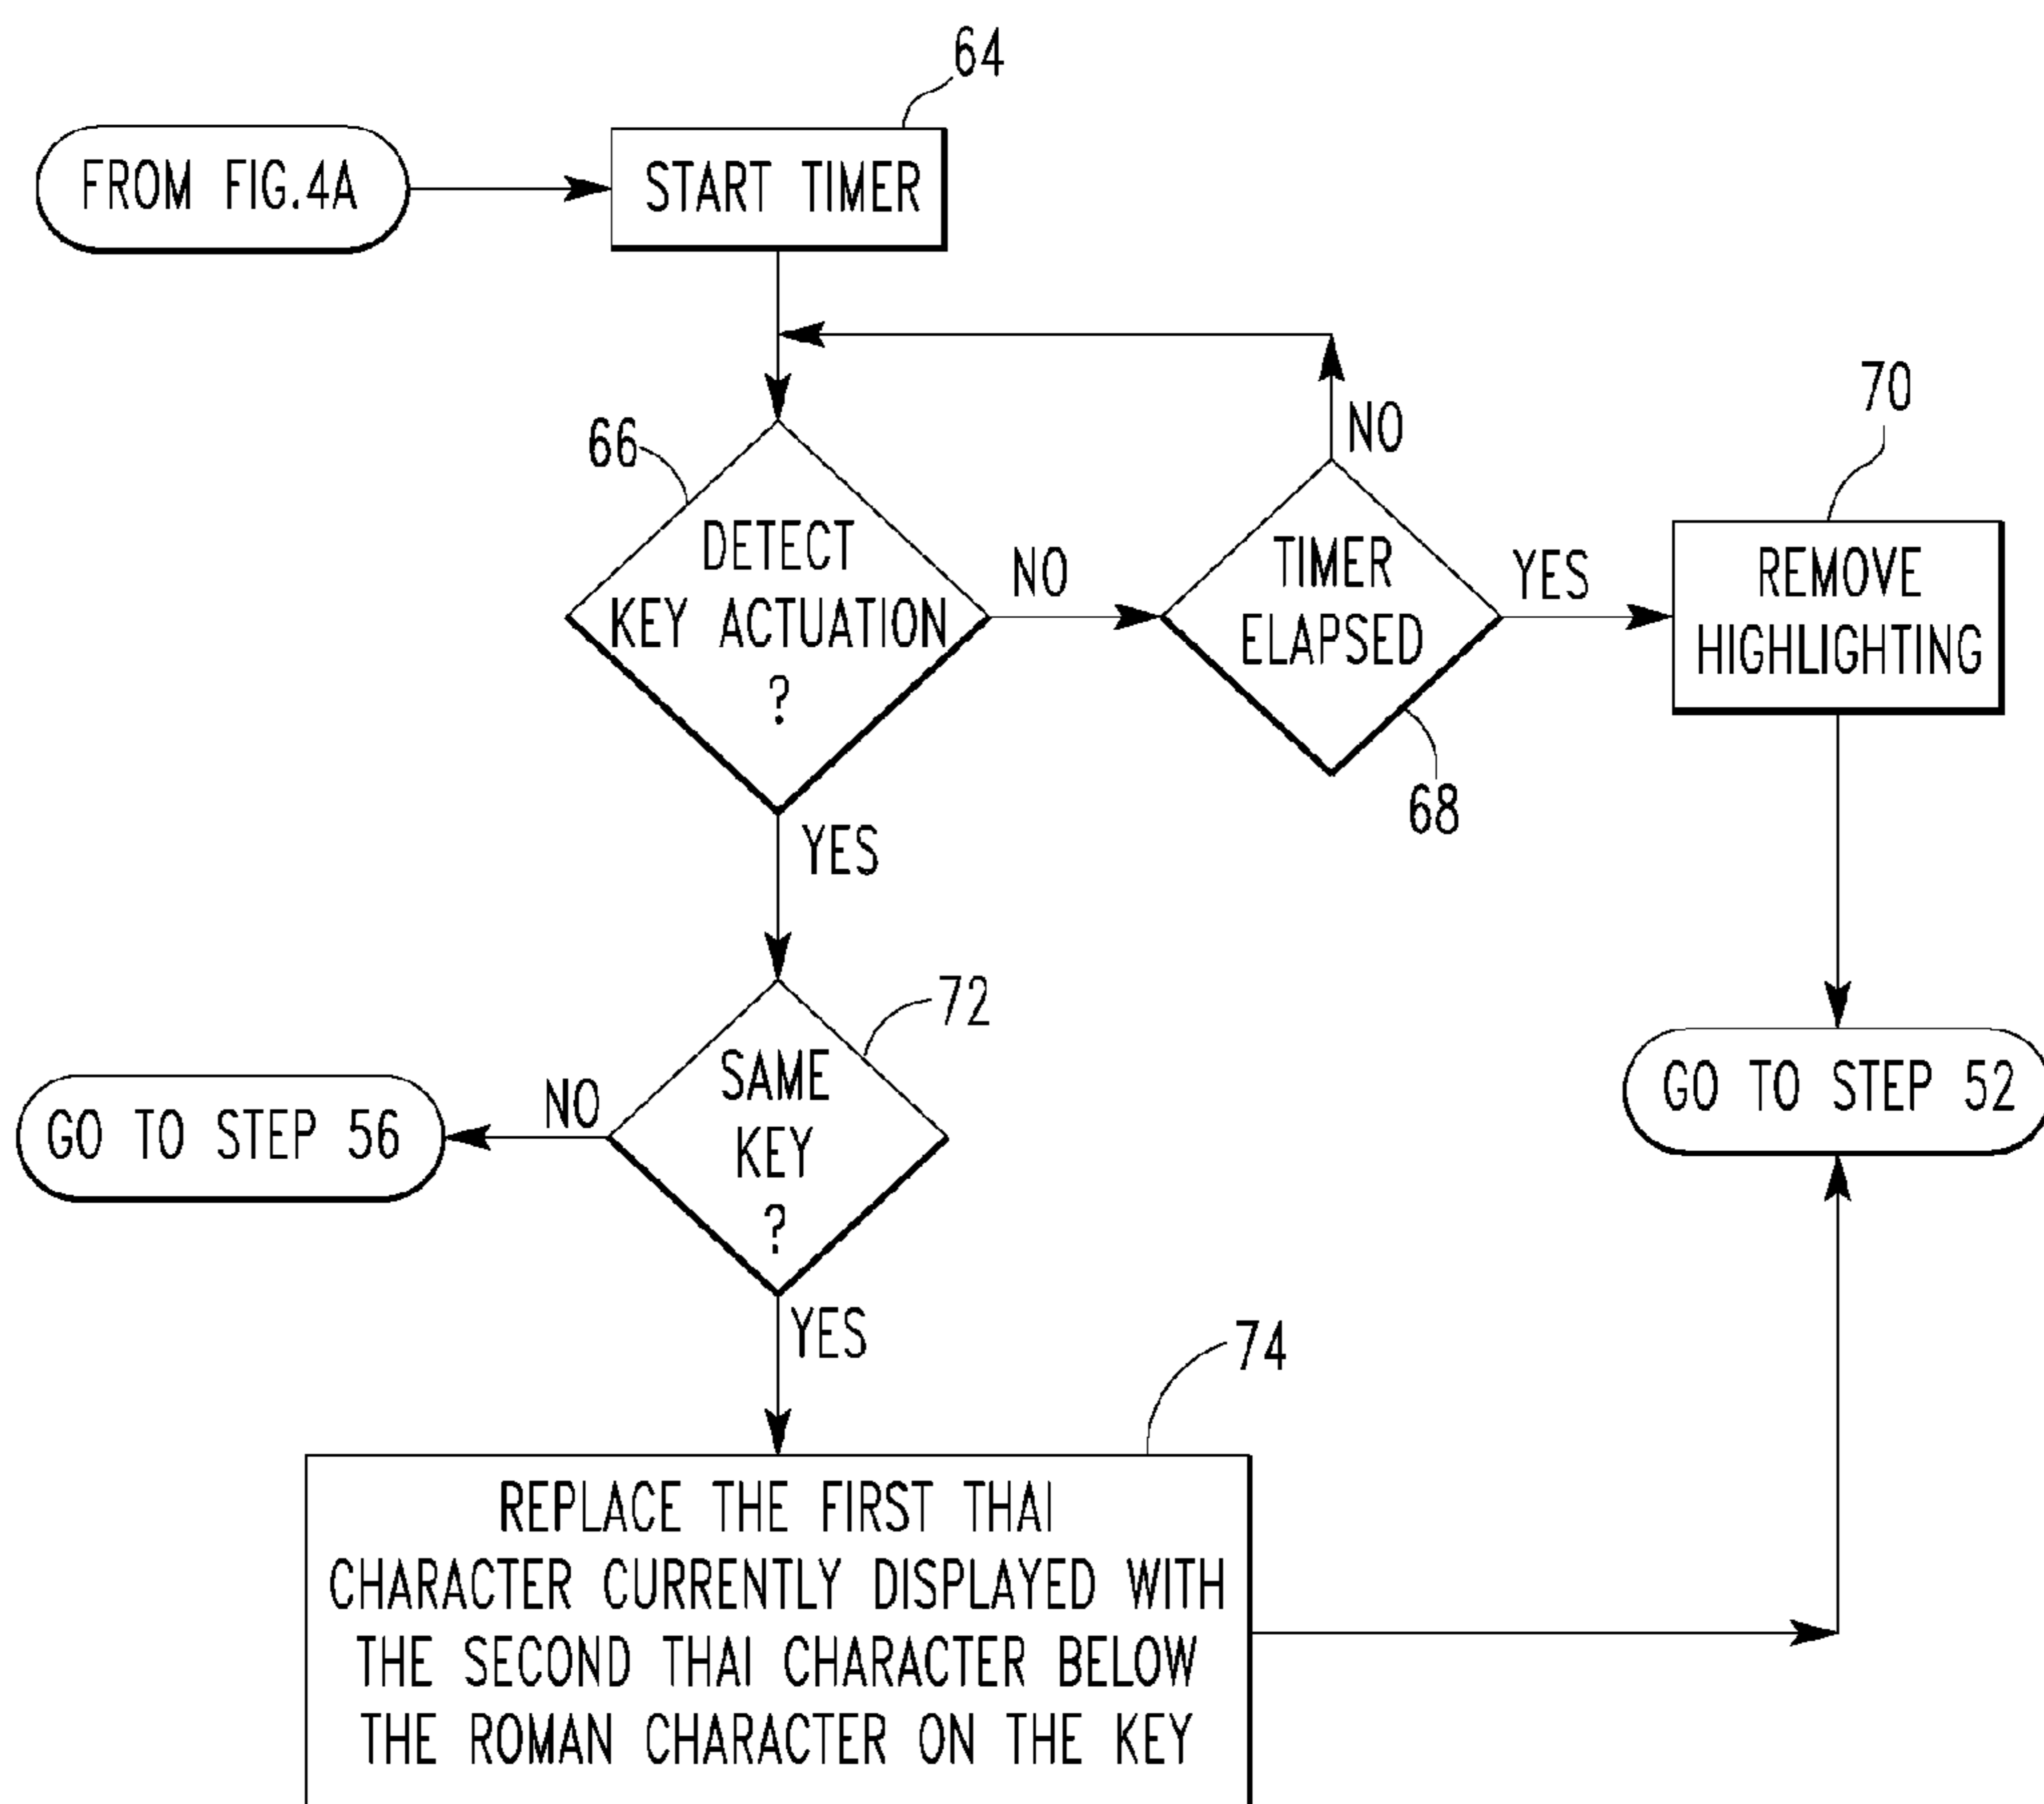 64
FROM FIG.4A
START TIMER
NO
70
66
DETECT
KEY ACTUATION
?
NO
TIMER
ELAPSED
YES
REMOVE
HIGHLIGHTING
68
YES
72
SAME
KEY
?
NO
GO TO STEP 56
GO TO STEP 52
YES
74
REPLACE THE FIRST THAI
CHARACTER CURRENTLY DISPLAYED WITH
THE SECOND THAI CHARACTER BELOW
THE ROMAN CHARACTER ON THE KEY